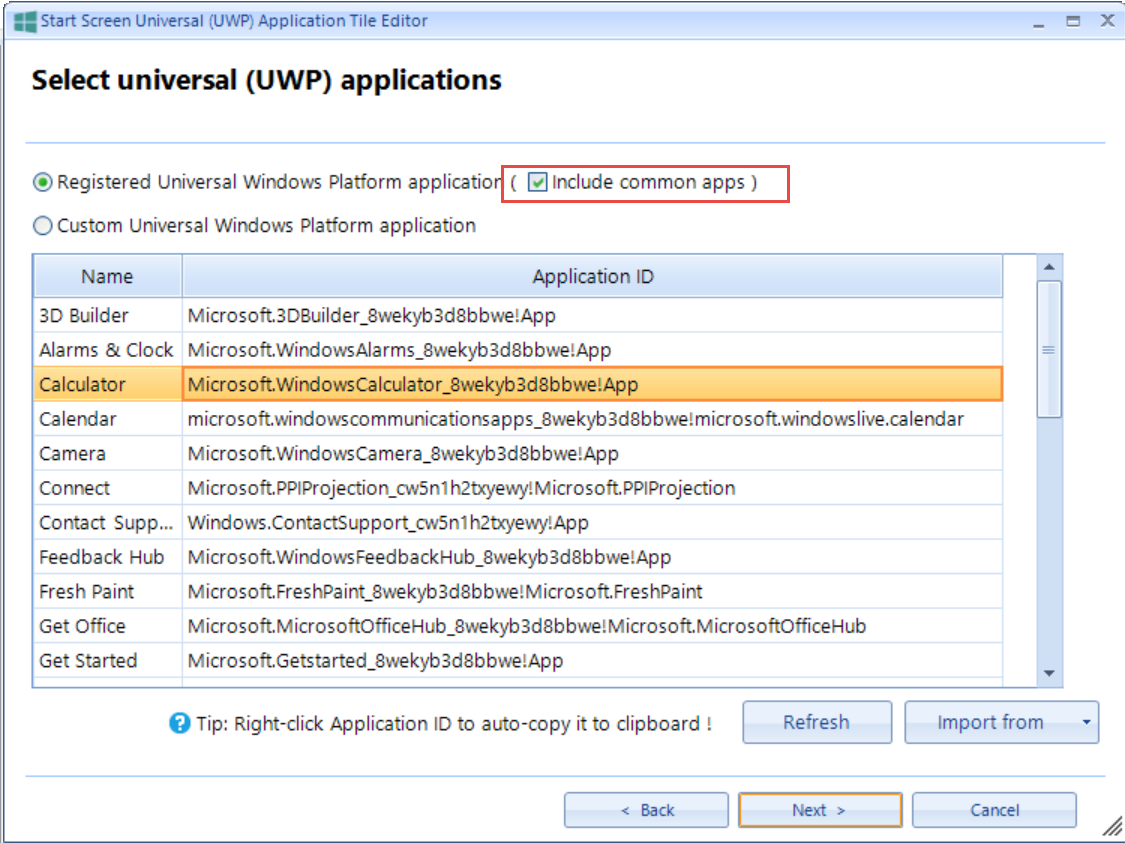 Start Screen Universal (UWP) Application Tile Editor
Select universal (UWP) applications
Registered Universal Windows Platform application ( Include common apps )
Custom Universal Windows Platform application
Name Application ID
3D Builder Microsoft.3DBuilder_8wekyb3d8bbwe!App
Alarms & Clock Microsoft.WindowsAlarms_8wekyb3d8bbwe!App
Calculator Microsoft.WindowsCalculator_8wekyb3d8bbwe!App
Calendar microsoft.windowscommunicationsapps_8wekyb3d8bbwe!microsoft.windowslive.calendar
Camera Microsoft.WindowsCamera_8wekyb3d8bbwe!App
Connect Microsoft.PPIProjection_cw5n1h2txyewy!Microsoft.PPIProjection
Contact Supp... Windows.ContactSupport_cw5n1h2txyewy!App
Feedback Hub Microsoft.WindowsFeedbackHub_8wekyb3d8bbwe!App
Fresh Paint Microsoft.FreshPaint_8wekyb3d8bbwe!Microsoft.FreshPaint
Get Office Microsoft.MicrosoftOfficeHub_8wekyb3d8bbwe!Microsoft.MicrosoftOfficeHub
Get Started Microsoft.Getstarted_8wekyb3d8bbwe!App
? Tip: Right-click Application ID to auto-copy it to clipboard ! Refresh Import from
< Back Next > Cancel